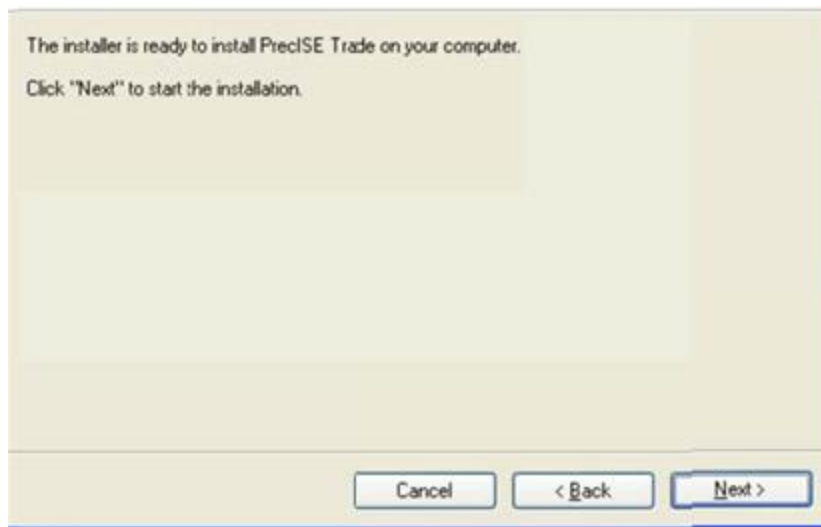 The installer is ready to install PrecISE Trade on your computer.
Click "Next" to start the installation.
Cancel
< Back
Next >